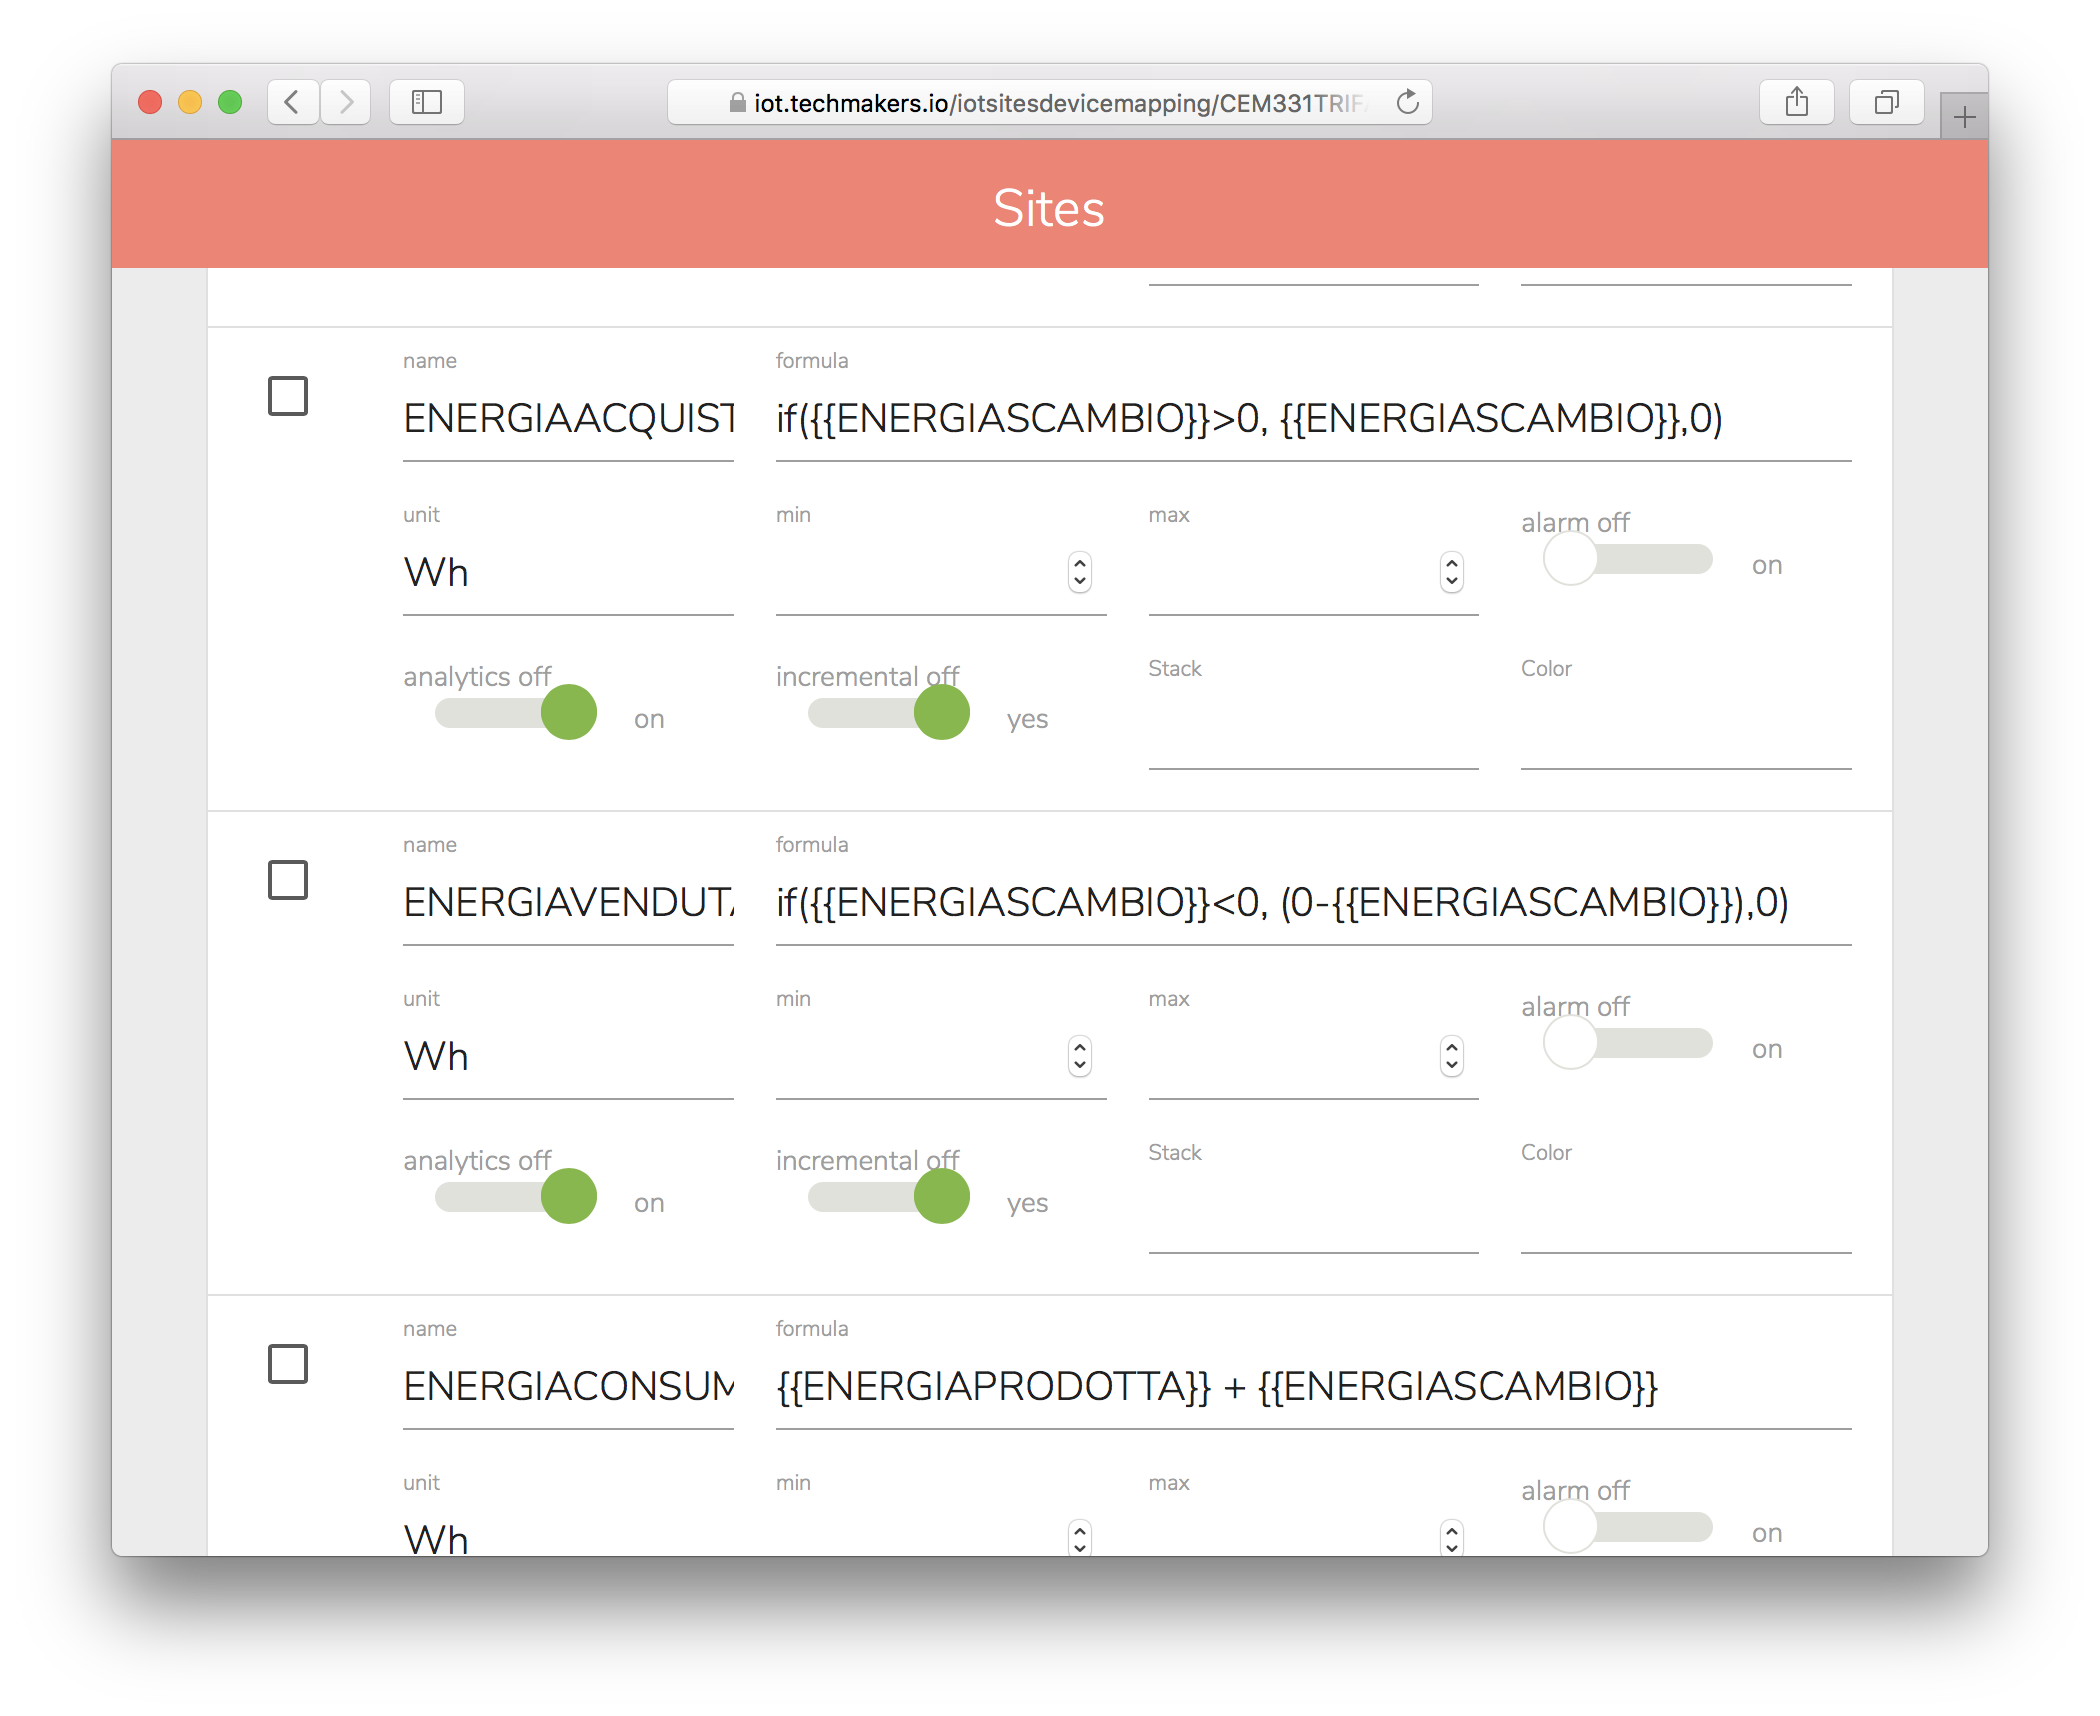 iot.techmakers.io/iotsitesdevicemapping/CEM331TRIF
Sites
name formula
ENERGIAACQUIST if({{ENERGIASCAMBIO}}>0, {{ENERGIASCAMBIO}},0)
unit min max alarm off
Wh on
analytics off incremental off Stack Color
on yes
name formula
ENERGIAVENDUTA if({{ENERGIASCAMBIO}}<0, (0-{{ENERGIASCAMBIO}}),0)
unit min max alarm off
Wh on
analytics off incremental off Stack Color
on yes
name formula
ENERGIACONSUM {{ENERGIAPRODOTTA}} + {{ENERGIASCAMBIO}}
unit min max alarm off
Wh on